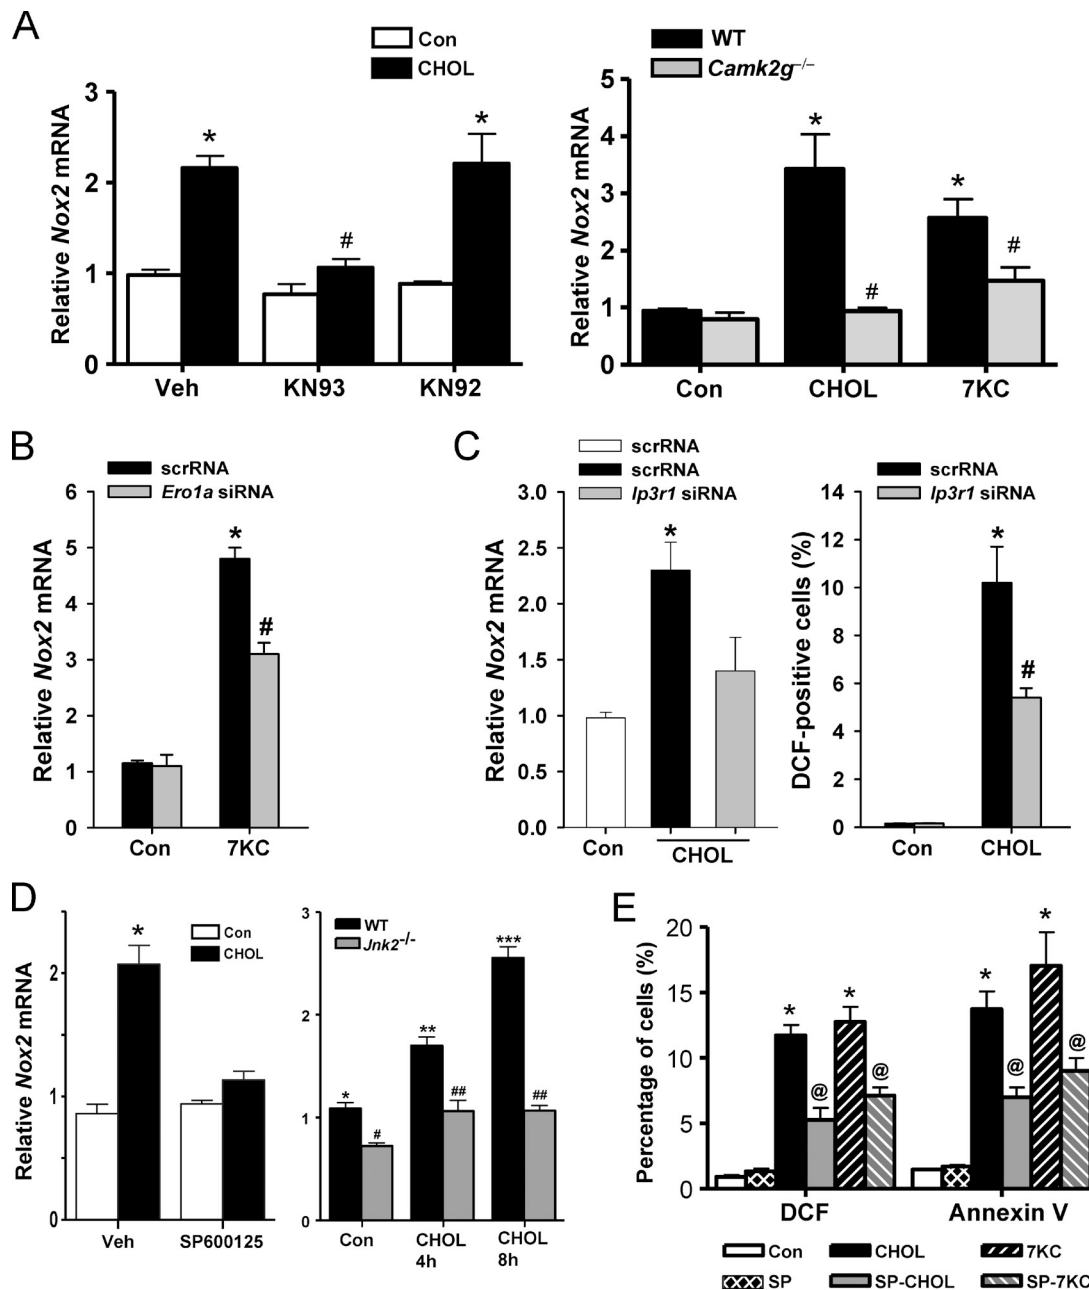 A
Con
CHOL
Relative Nox2 mRNA
3
2
1
0
*
#
*
Veh KN93 KN92
WT
Camk2g–/–
Relative Nox2 mRNA
5
4
3
2
1
0
*
#
*
#
Con CHOL 7KC
B
scrRNA
Ero1a siRNA
Relative Nox2 mRNA
6
5
4
3
2
1
0
*
#
Con 7KC
C
scrRNA
scrRNA
Ip3r1 siRNA
Relative Nox2 mRNA
3.0
2.5
2.0
1.5
1.0
0.5
0.0
*
Con
CHOL
scrRNA
Ip3r1 siRNA
DCF-positive cells (%)
14
12
10
8
6
4
2
0
*
#
Con CHOL
D
Con
CHOL
Relative Nox2 mRNA
2
2
1
0
*
Veh SP600125
WT
Jnk2-/-
3
2
1
0
*
#
**
##
***
##
Con CHOL CHOL
4h 8h
E
Percentage of cells (%)
20
15
10
5
0
*
@
*
@
*
@
*
@
DCF Annexin V
Con CHOL 7KC
SP SP-CHOL SP-7KC